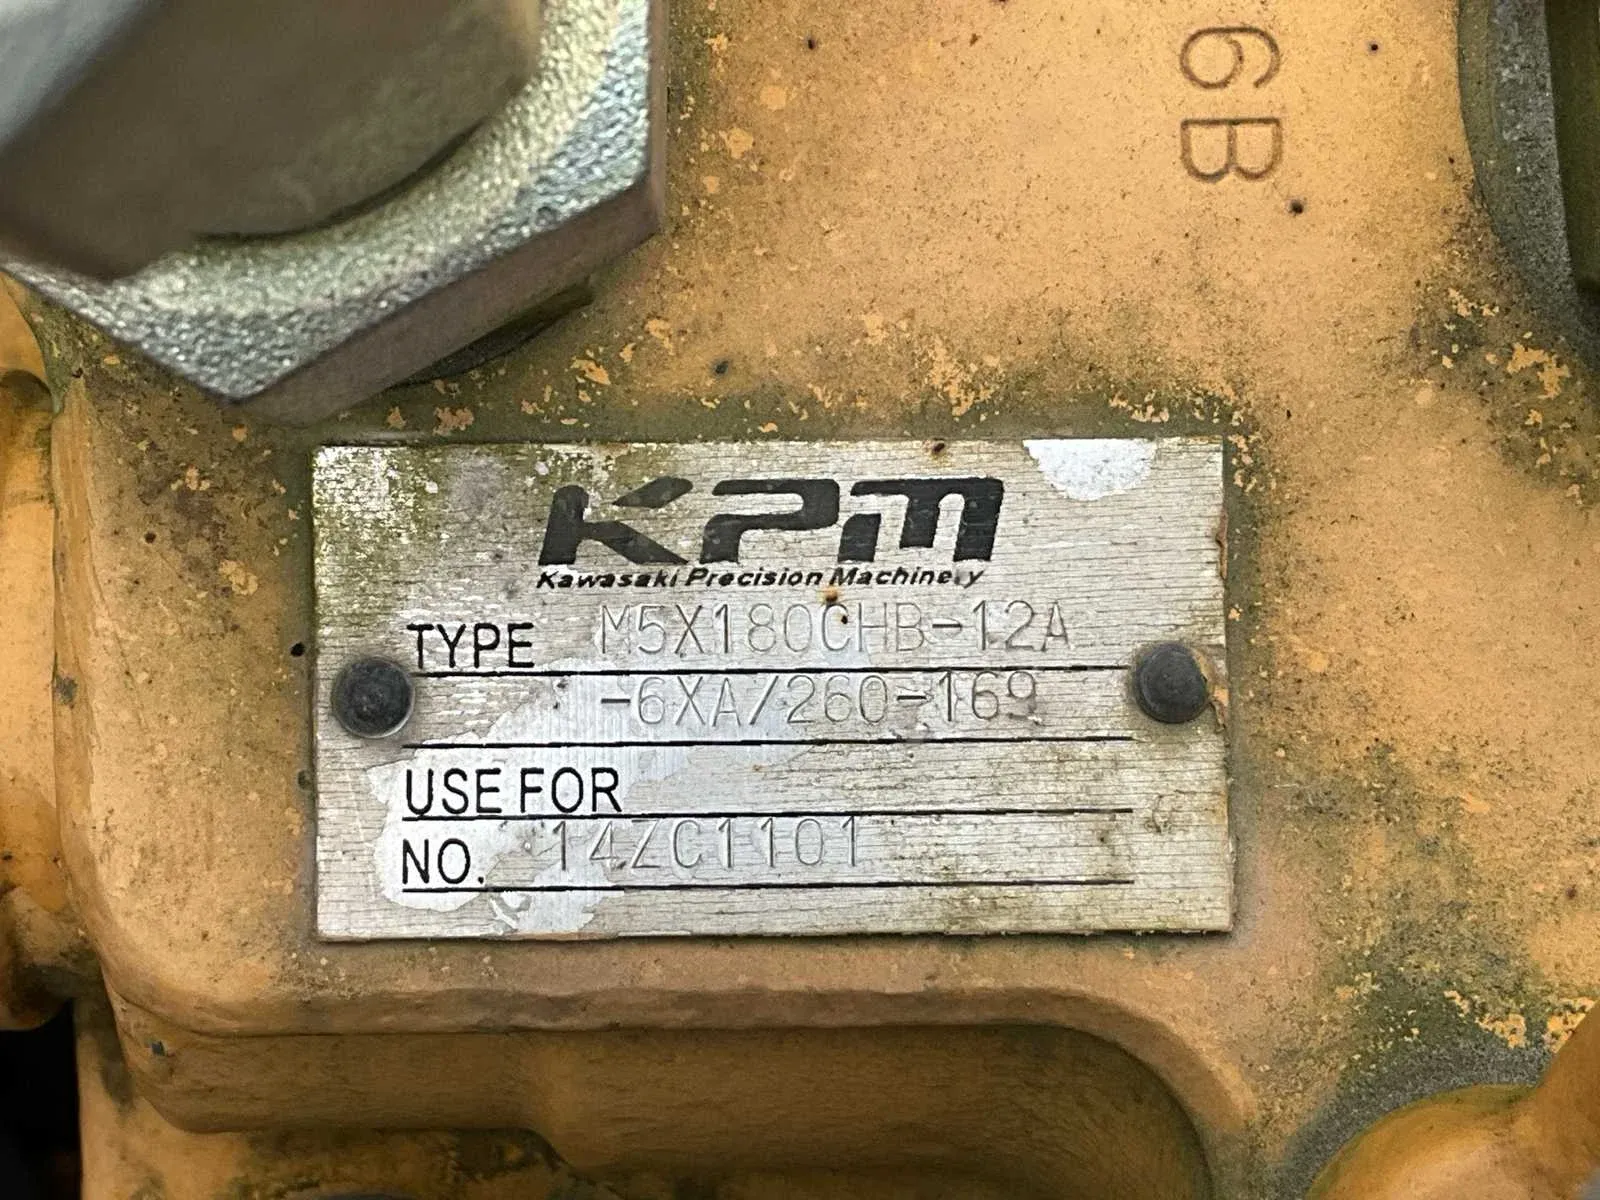 6B
KPM
Kawasaki Precision Machinery
TYPE M5X180CHB-12A
-6XA/260-169
USE FOR
NO. 14ZC1101